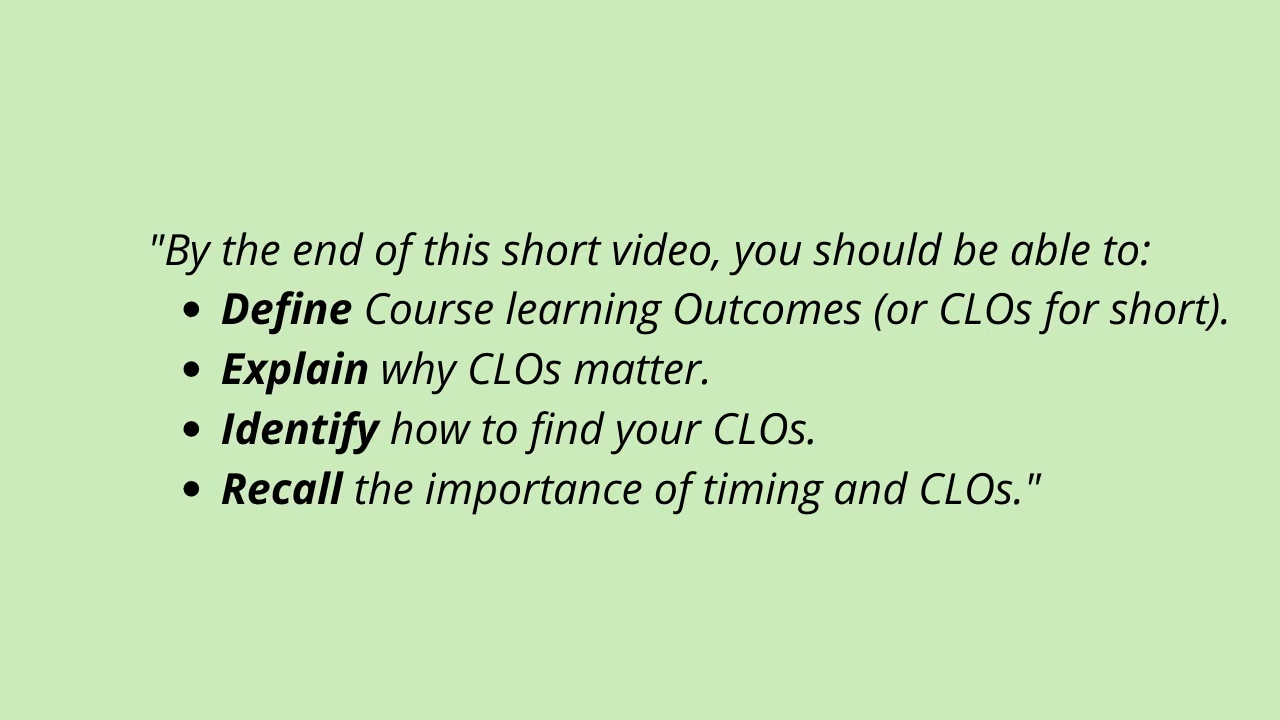 "By the end of this short video, you should be able to:
• Define Course learning Outcomes (or CLOs for short).
• Explain why CLOs matter.
• Identify how to find your CLOs.
• Recall the importance of timing and CLOs."